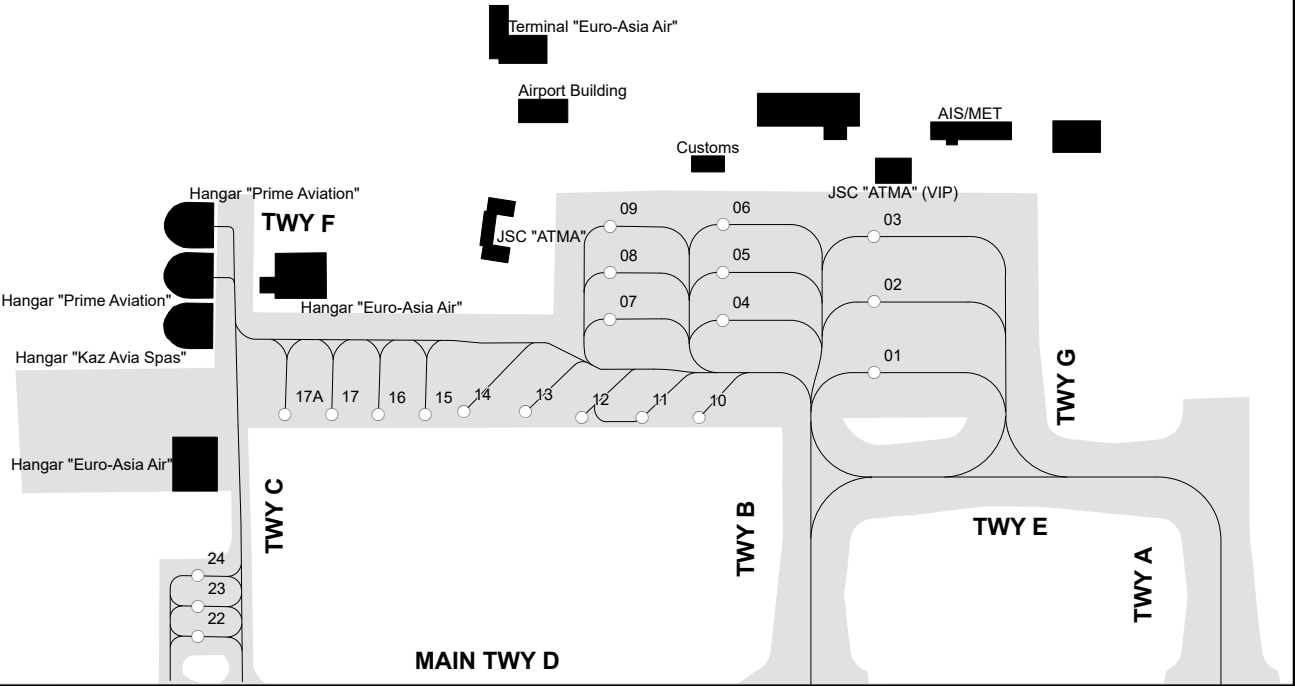 Terminal "Euro-Asia Air"
Airport Building
AIS/MET
Customs
Hangar "Prime Aviation"
JSC "ATMA" (VIP)
TWY F
09
06
03
JSC "ATMA"
08
05
02
Hangar "Prime Aviation"
Hangar "Euro-Asia Air"
07
04
Hangar "Kaz Avia Spas"
01
TWY G
17A
17
16
15
14
13
12
11
10
Hangar "Euro-Asia Air"
TWY C
TWY B
TWY E
TWY A
24
23
22
MAIN TWY D